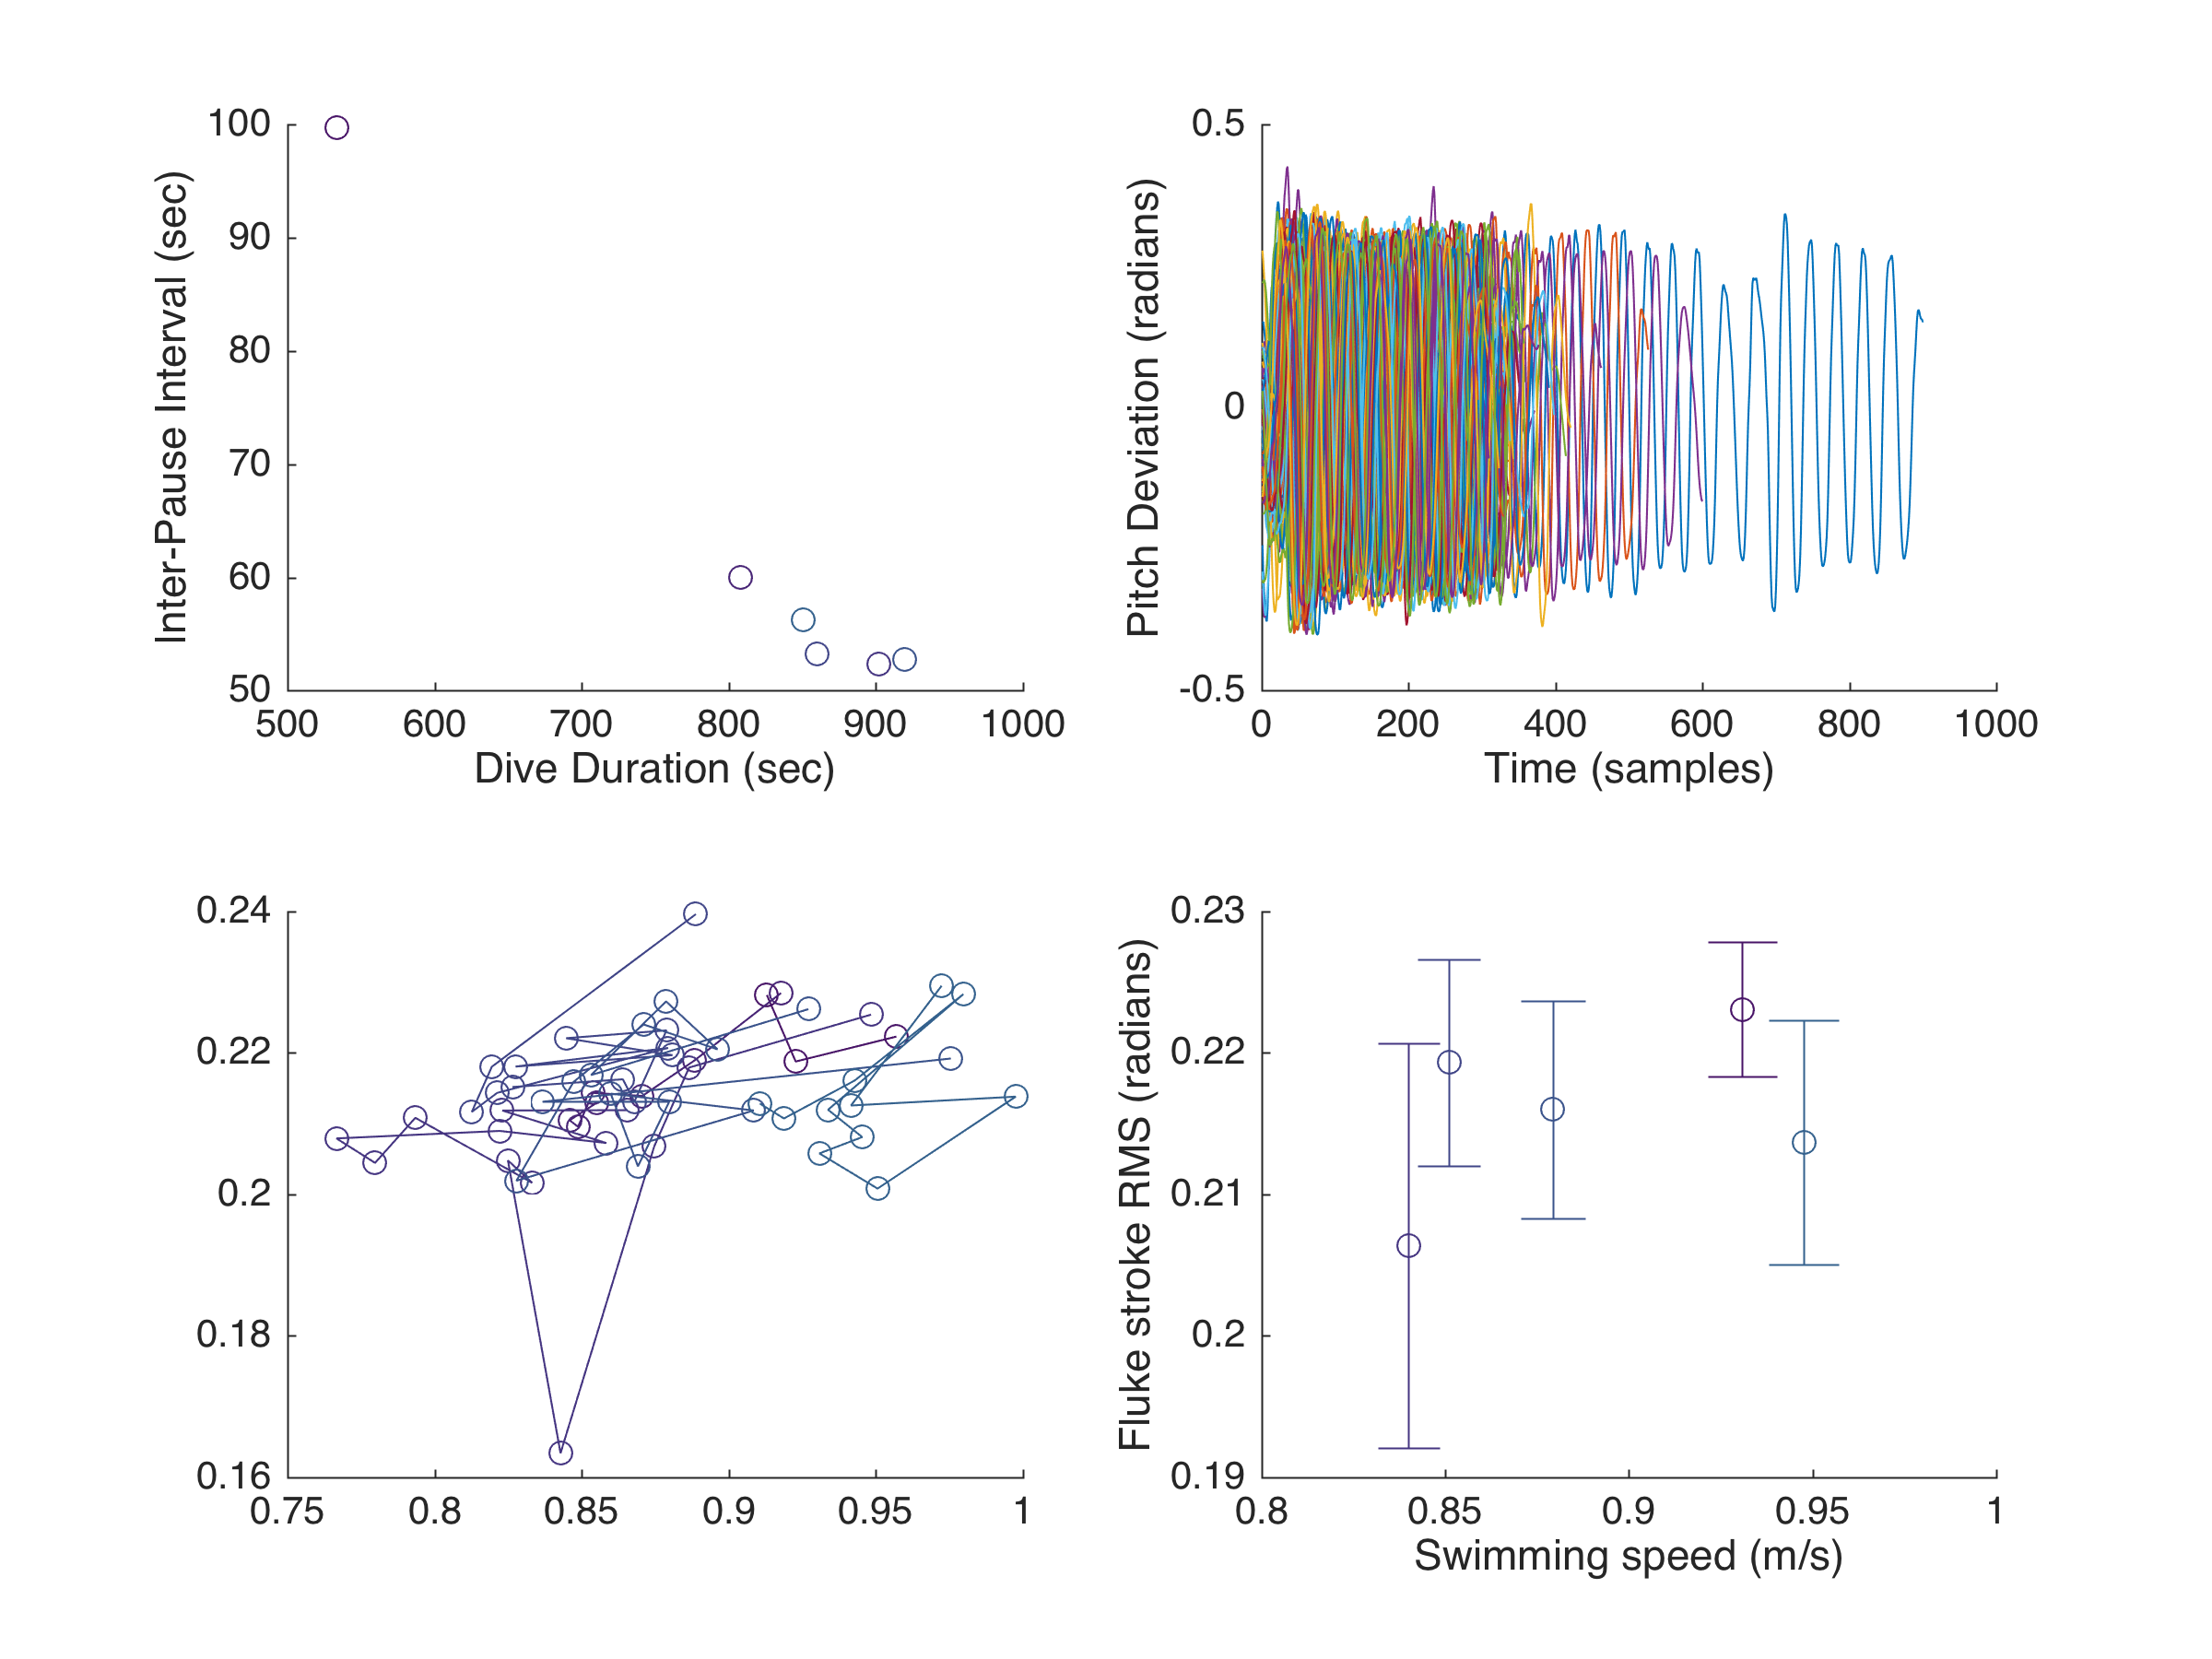 100
90
80
70
60
50
500 600 700 800 900 1000
Inter-Pause Interval (sec)
Dive Duration (sec)
0.5
0
-0.5
0 200 400 600 800 1000
Pitch Deviation (radians)
Time (samples)
0.24
0.22
0.2
0.18
0.16
0.75 0.8 0.85 0.9 0.95 1
0.23
0.22
0.21
0.2
0.19
0.8 0.85 0.9 0.95 1
Fluke stroke RMS (radians)
Swimming speed (m/s)